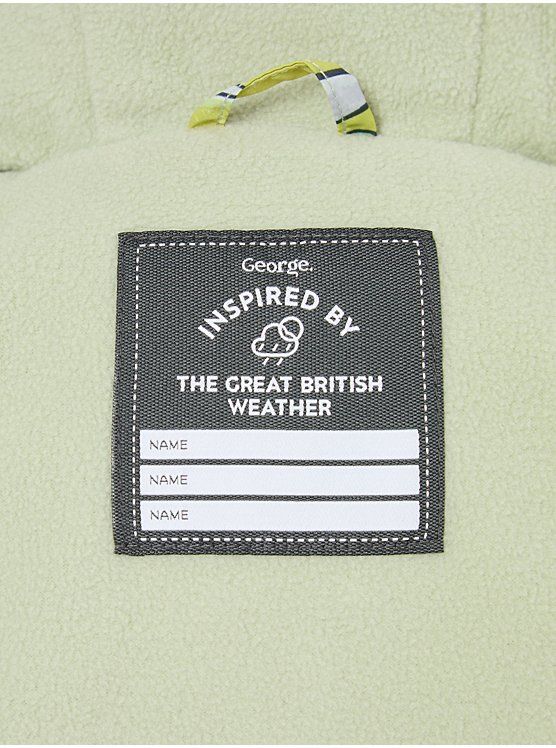 George.
INSPIRED BY
THE GREAT BRITISH
WEATHER
NAME
NAME
NAME